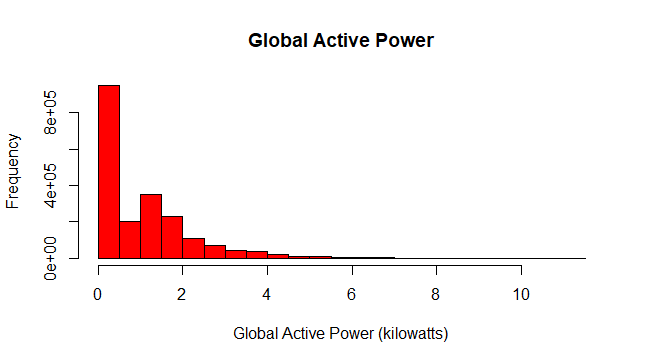 Global Active Power
Frequency
8e+05
4e+05
0e+00
0 2 4 6 8 10
Global Active Power (kilowatts)